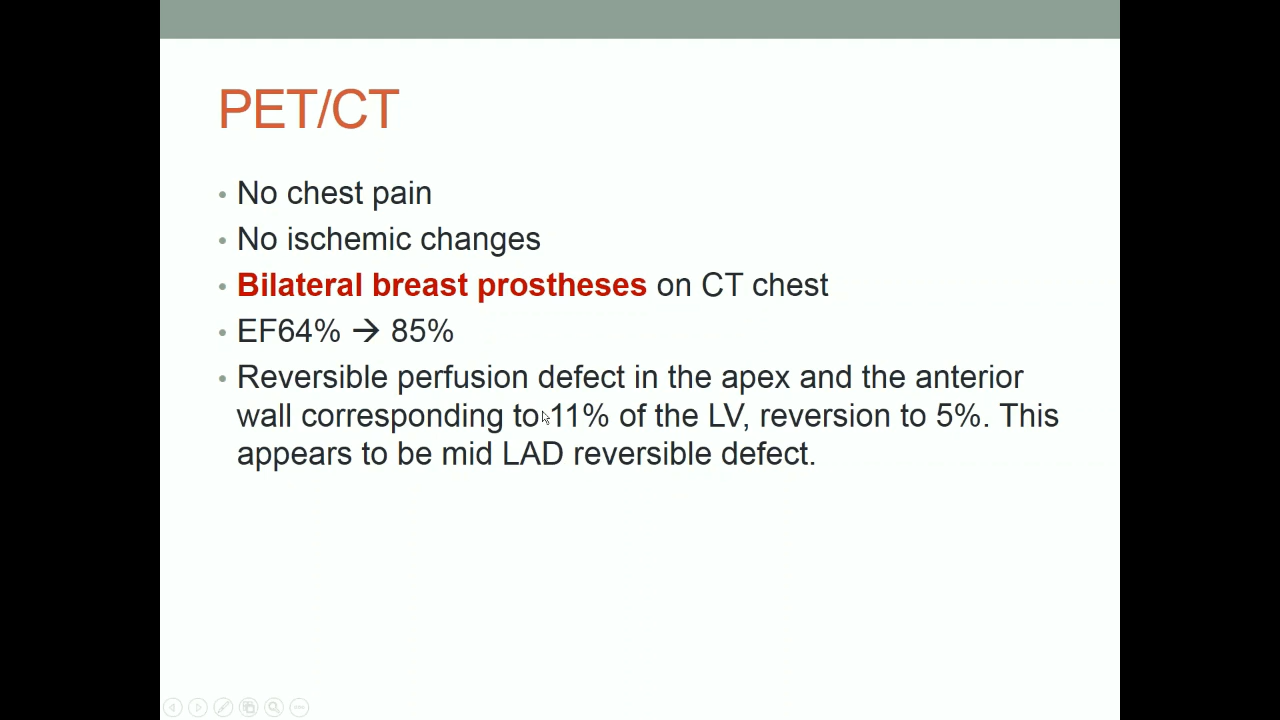 PET/CT
• No chest pain
• No ischemic changes
• Bilateral breast prostheses on CT chest
• EF64% → 85%
• Reversible perfusion defect in the apex and the anterior
wall corresponding to 11% of the LV, reversion to 5%. This
appears to be mid LAD reversible defect.